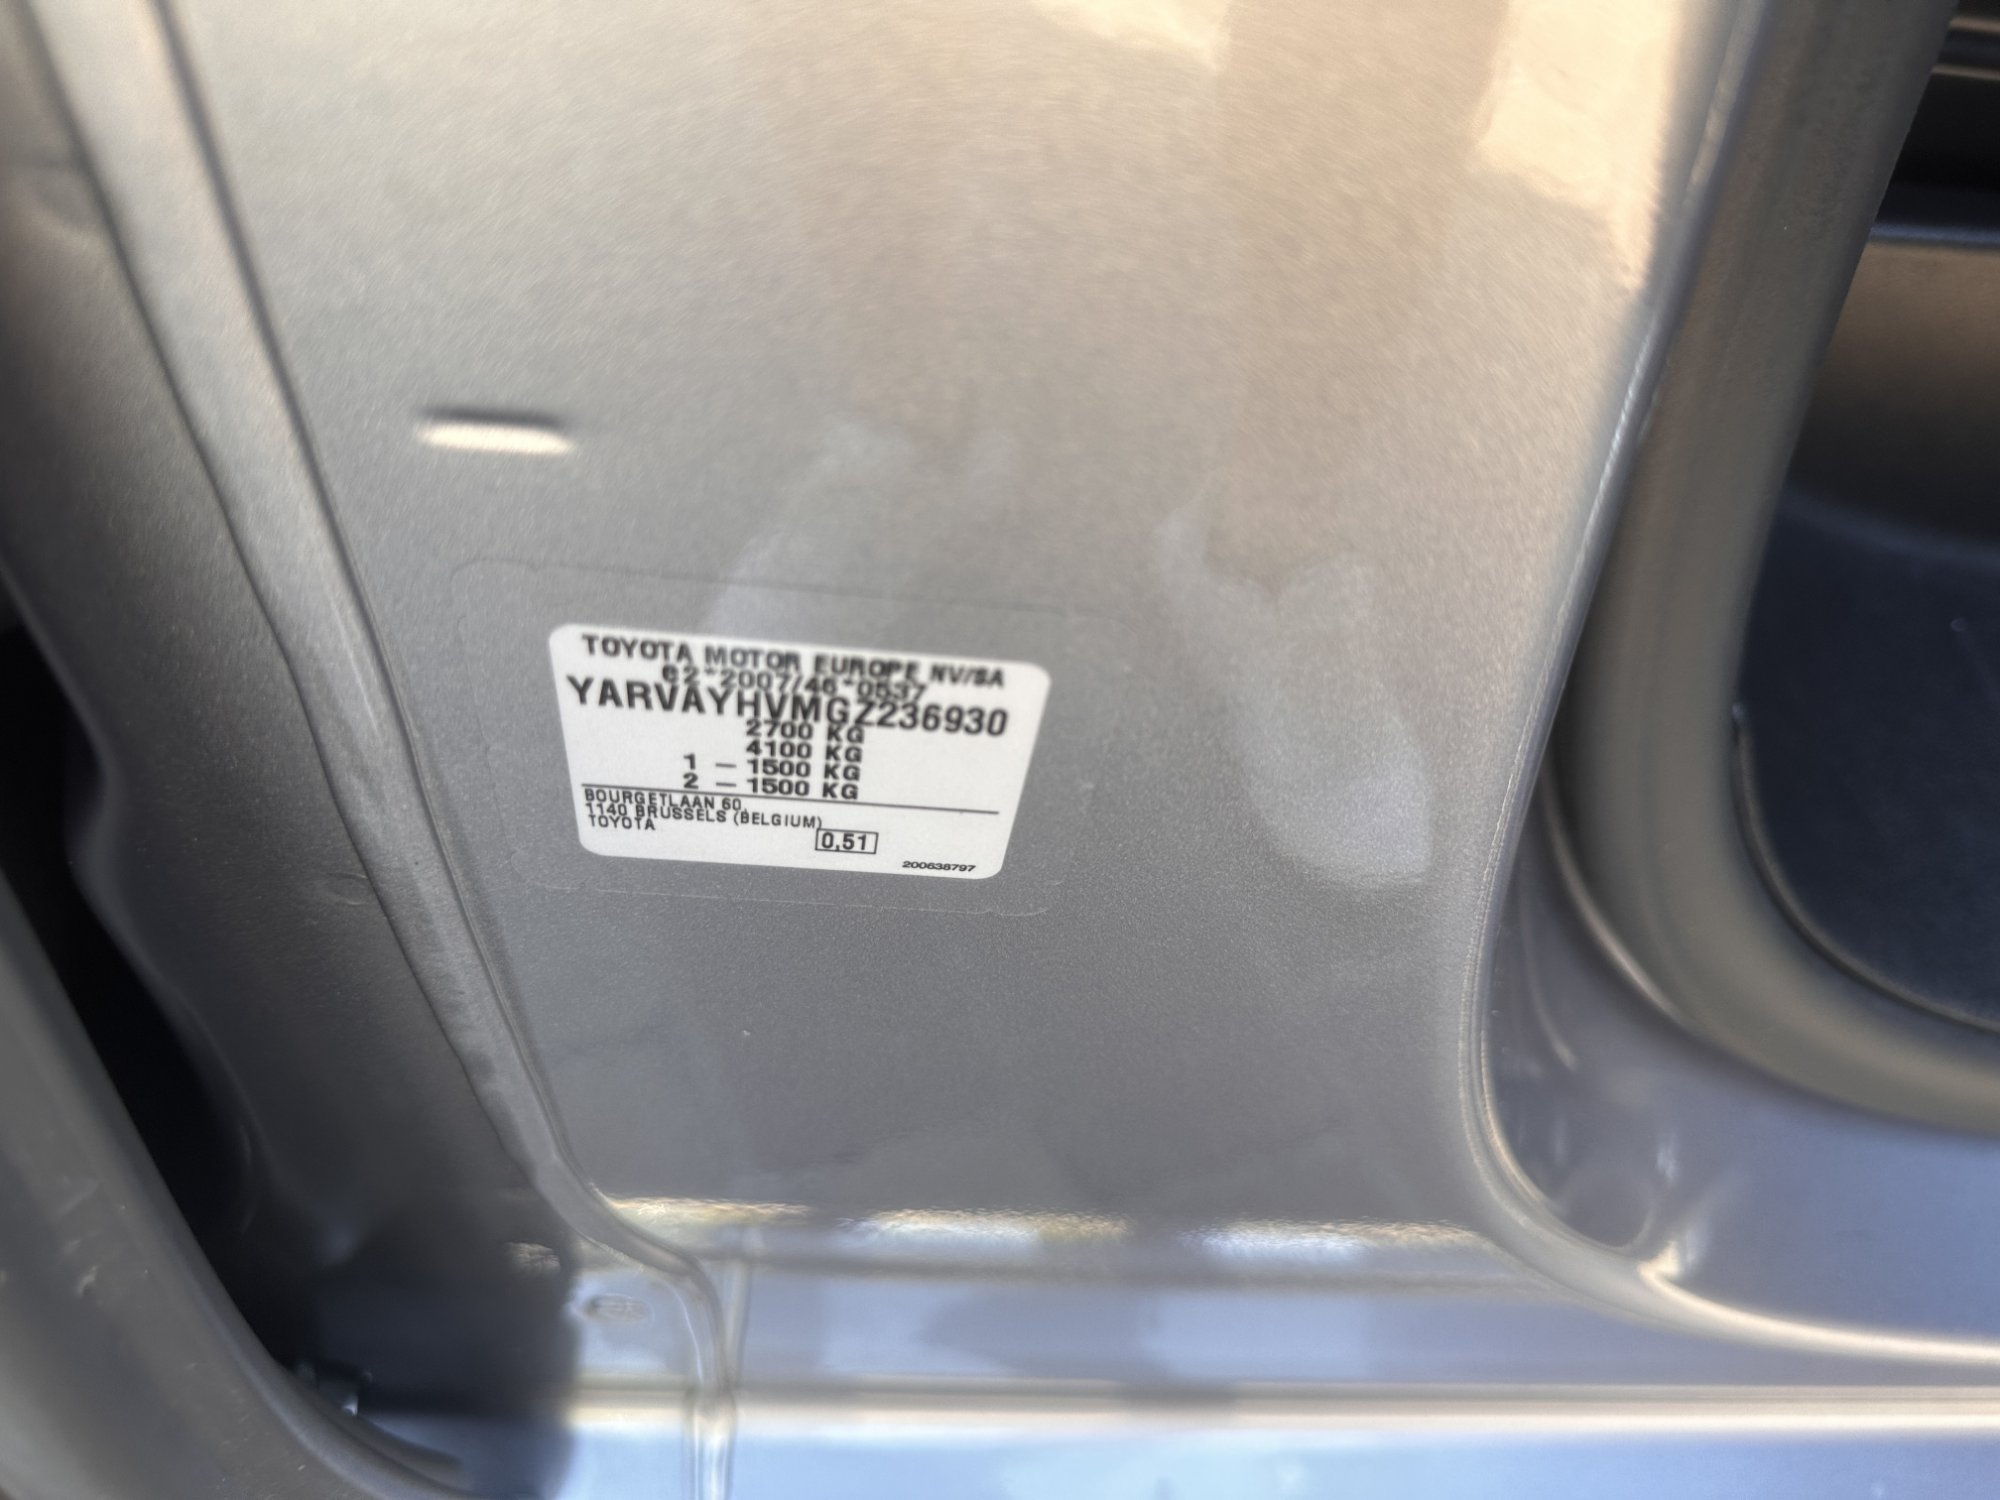 TOYOTA MOTOR EUROPE NV/SA
e2*2007/46*0537
YARVAYHVMGZ236930
2700 KG
4100 KG
1 – 1500 KG
2 – 1500 KG
BOURGETLAAN 60,
1140 BRUSSELS (BELGIUM)
TOYOTA
0,51
200638797